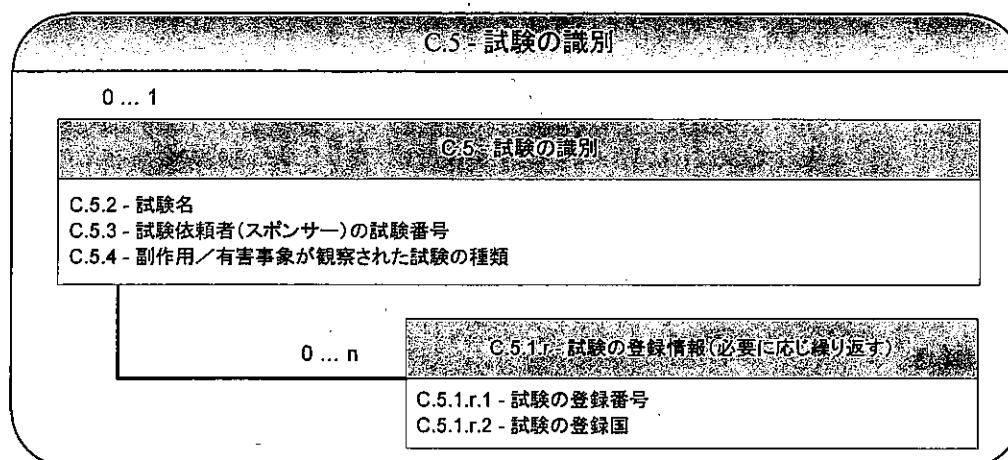 C.5 - 試験の識別
0 ... 1
C.5 - 試験の識別
C.5.2 - 試験名
C.5.3 - 試験依頼者(スポンサー)の試験番号
C.5.4 - 副作用／有害事象が観察された試験の種類
0 ... n
C.5.1.r - 試験の登録情報(必要に応じ繰り返す)
C.5.1.r.1 - 試験の登録番号
C.5.1.r.2 - 試験の登録国